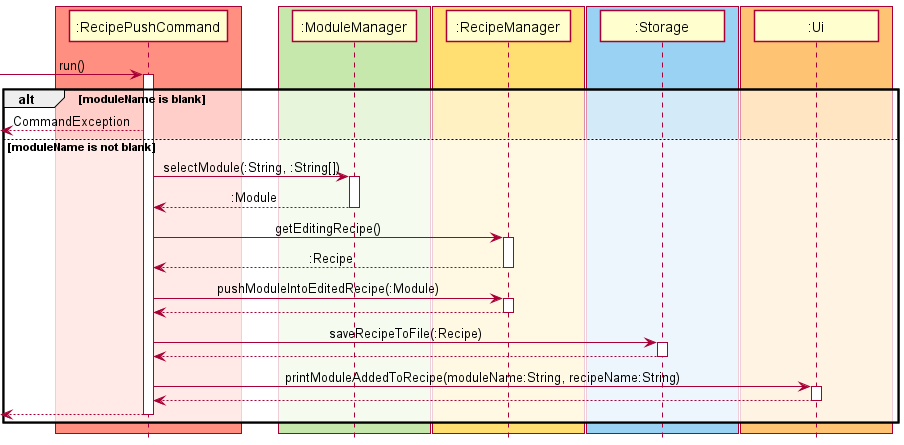 :RecipePushCommand
:ModuleManager
:RecipeManager
:Storage
:Ui
run()
alt
[moduleName is blank]
CommandException
[moduleName is not blank]
selectModule(:String, :String[])
:Module
getEditingRecipe()
:Recipe
pushModuleIntoEditedRecipe(:Module)
saveRecipeToFile(:Recipe)
printModuleAddedToRecipe(moduleName:String, recipeName:String)